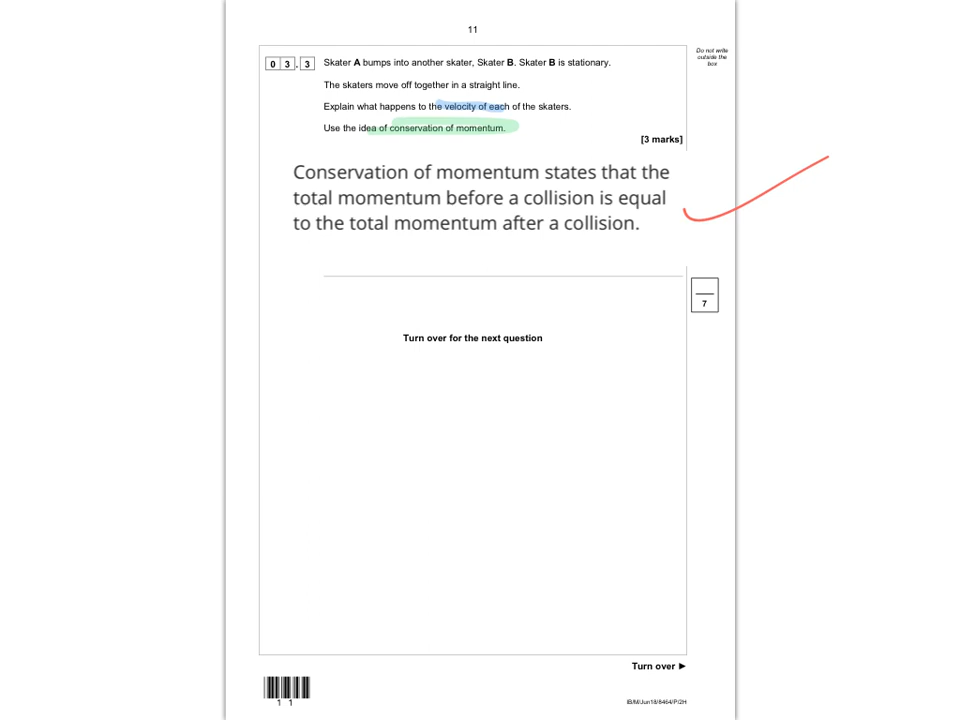 11
Do not write
outside the
box
0 3 . 3 Skater A bumps into another skater, Skater B. Skater B is stationary.
The skaters move off together in a straight line.
Explain what happens to the velocity of each of the skaters.
Use the idea of conservation of momentum.
[3 marks]
Conservation of momentum states that the
total momentum before a collision is equal
to the total momentum after a collision.
7
Turn over for the next question
Turn over ►
1 1
IB/M/Jun18/8464/P/2H